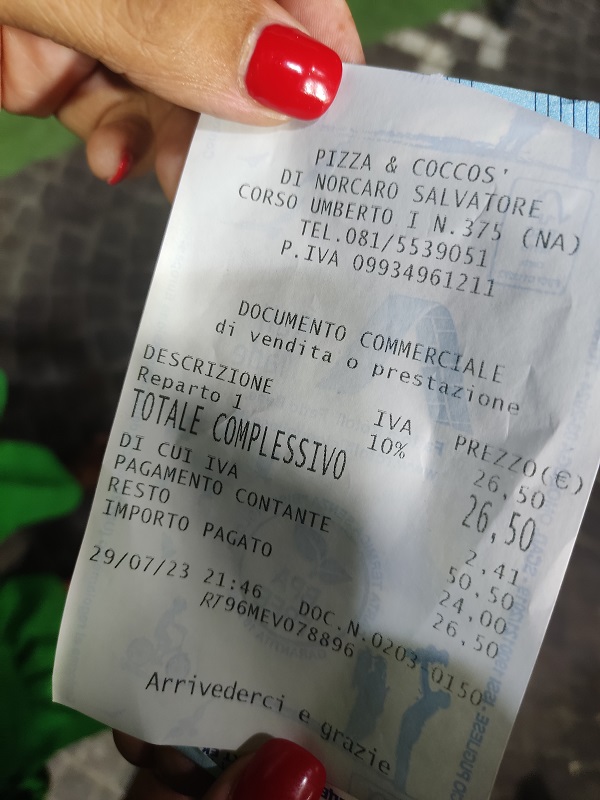 PIZZA & COCCOS'
DI NORCARO SALVATORE
CORSO UMBERTO I N.375 (NA)
TEL.081/5539051
P.IVA 09934961211
DOCUMENTO COMMERCIALE
di vendita o prestazione
DESCRIZIONE IVA PREZZO(€)
Reparto 1 10% 26,50
TOTALE COMPLESSIVO 26,50
DI CUI IVA 2,41
PAGAMENTO CONTANTE 50,50
RESTO 24,00
IMPORTO PAGATO 26,50
29/07/23 21:46 DOC.N.0203-0150
RT96MEV078896
Arrivederci e grazie